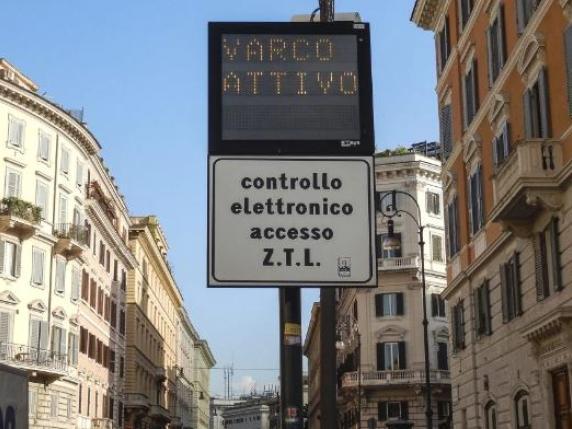 VARCO
ATTIVO
controllo
elettronico
accesso
Z.T.L.